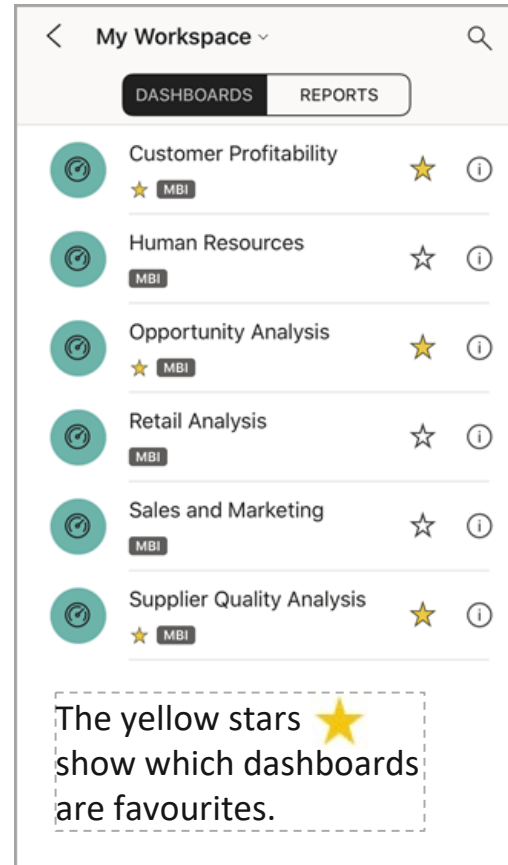 My Workspace
DASHBOARDS REPORTS
Customer Profitability
MBI
Human Resources
MBI
Opportunity Analysis
MBI
Retail Analysis
MBI
Sales and Marketing
MBI
Supplier Quality Analysis
MBI
The yellow stars
show which dashboards
are favourites.